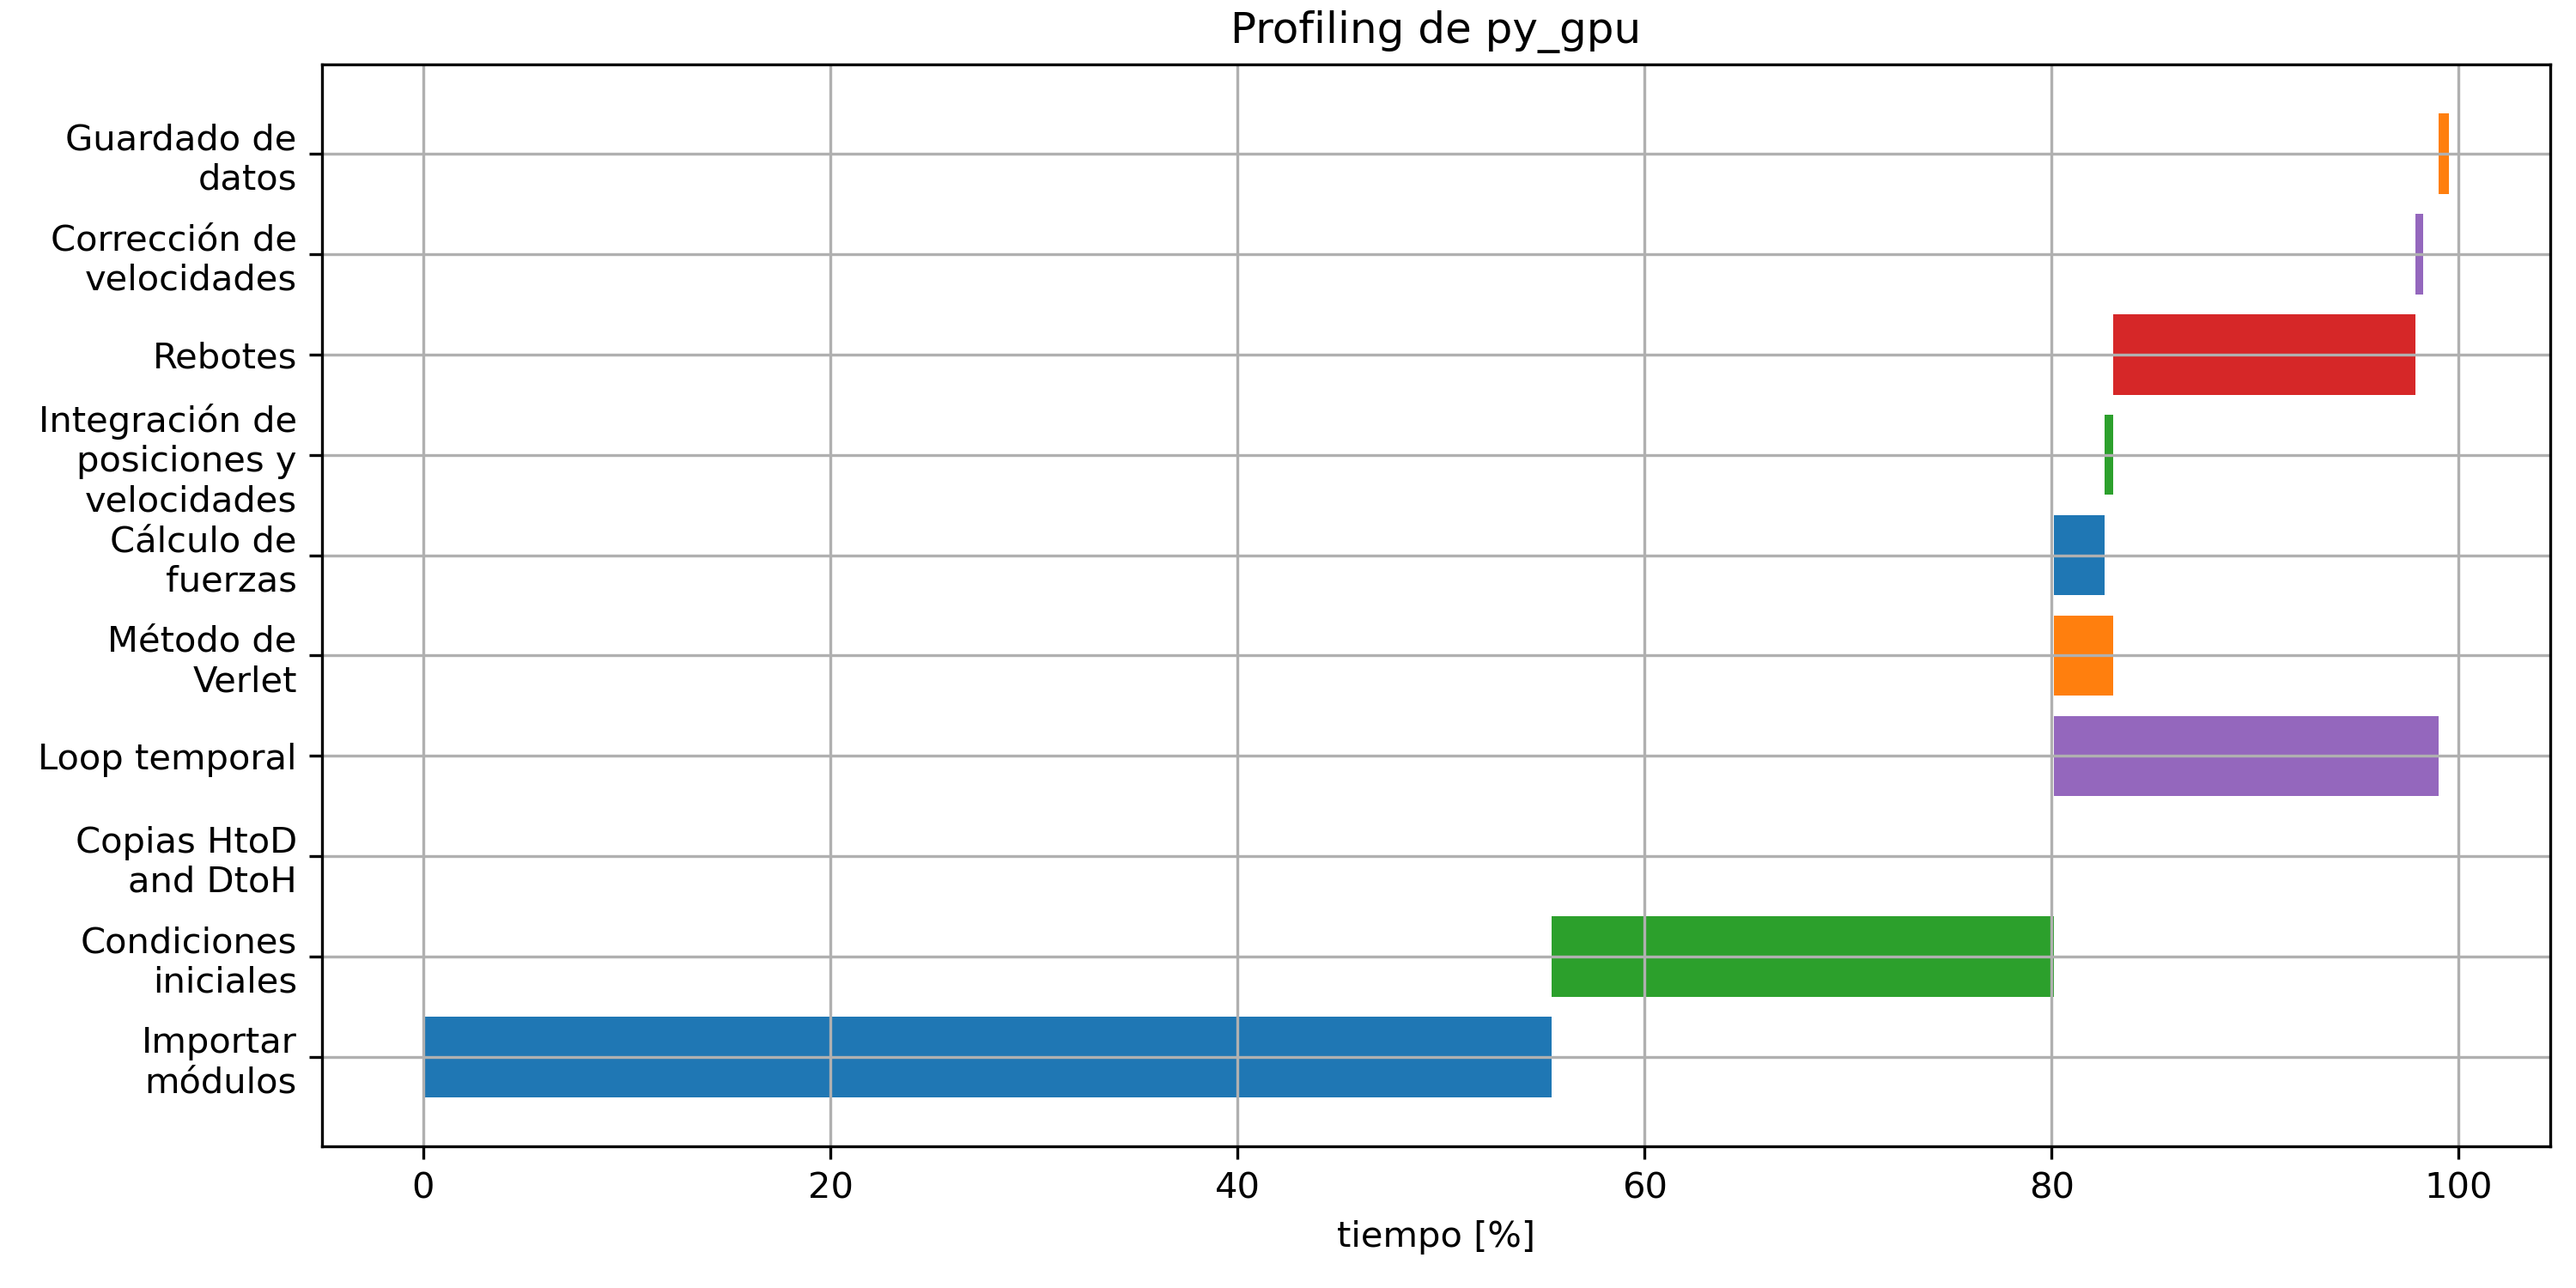 Profiling de py_gpu
Guardado de
datos
Corrección de
velocidades
Rebotes
Integración de
posiciones y
velocidades
Cálculo de
fuerzas
Método de
Verlet
Loop temporal
Copias HtoD
and DtoH
Condiciones
iniciales
Importar
módulos
0 20 40 60 80 100
tiempo [%]